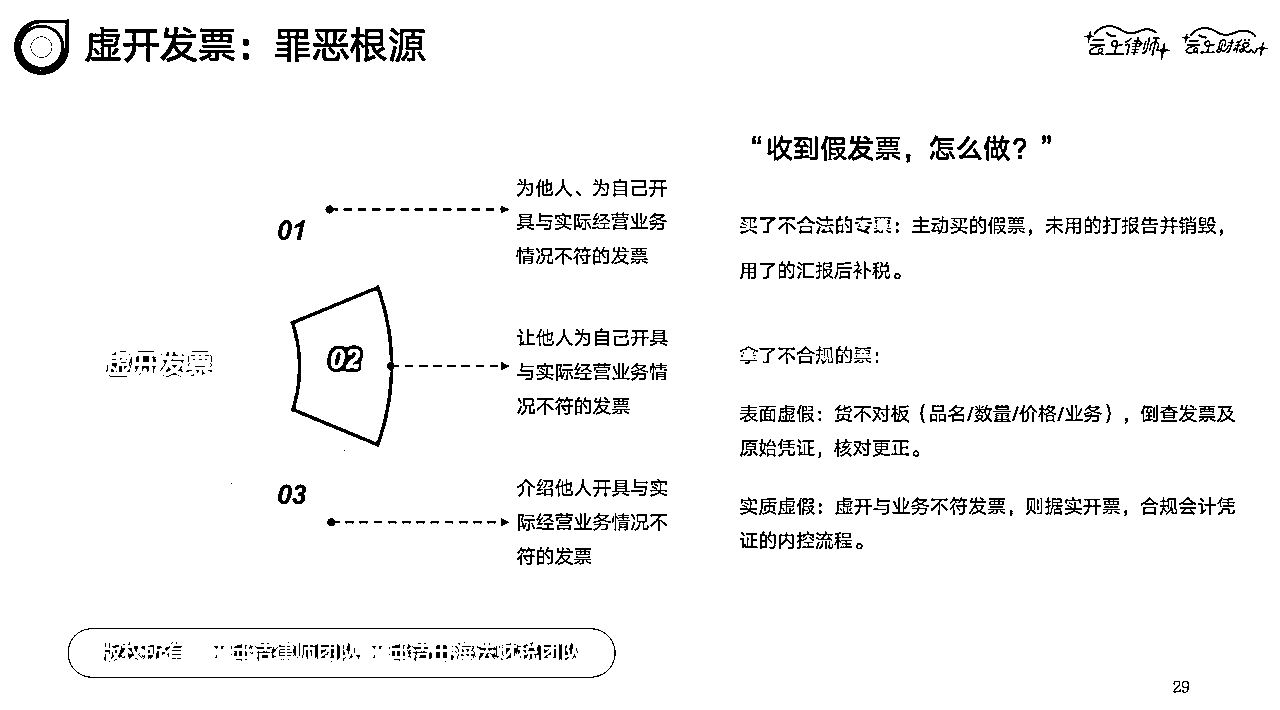 虚开发票：罪恶根源
云上律师
云上财税
虚开发票
01
为他人、为自己开
具与实际经营业务
情况不符的发票
02
让他人为自己开具
与实际经营业务情
况不符的发票
03
介绍他人开具与实
际经营业务情况不
符的发票
“收到假发票，怎么做？”
买了不合法的专票：主动买的假票，未用的打报告并销毁，
用了的汇报后补税。
拿了不合规的票：
表面虚假：货不对板（品名/数量/价格/业务），倒查发票及
原始凭证，核对更正。
实质虚假：虚开与业务不符发票，则据实开票，合规会计凭
证的内控流程。
版权所有 律师团队 财税团队
29